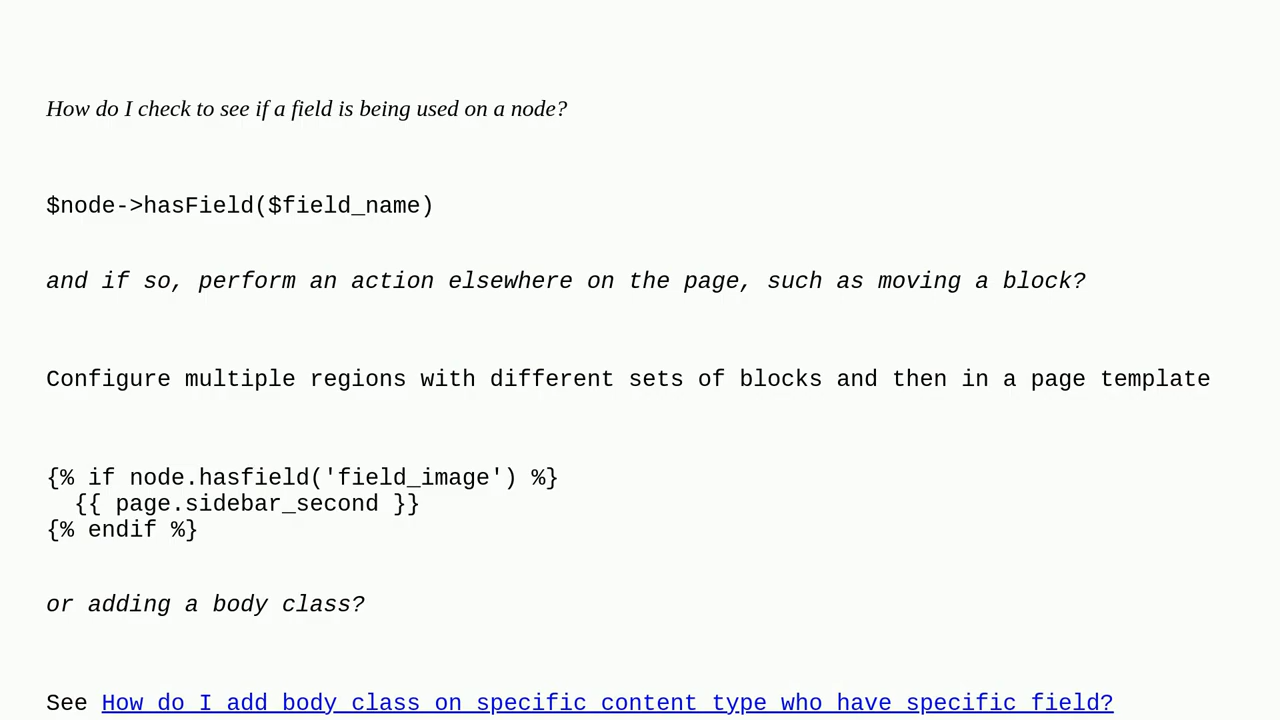 How do I check to see if a field is being used on a node?
$node->hasField($field_name)
and if so, perform an action elsewhere on the page, such as moving a block?
Configure multiple regions with different sets of blocks and then in a page template
{% if node.hasfield('field_image') %}
  {{ page.sidebar_second }}
{% endif %}
or adding a body class?
See How do I add body class on specific content type who have specific field?